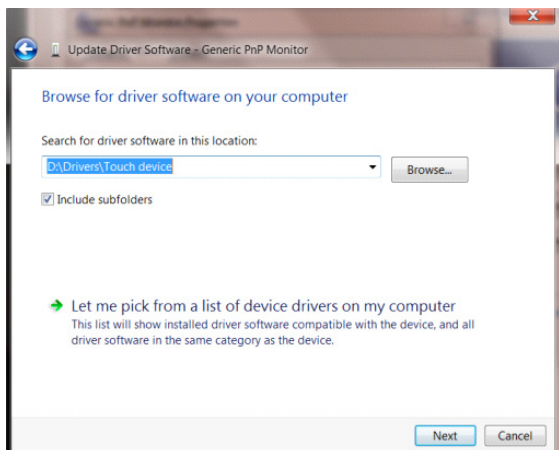 Update Driver Software - Generic PnP Monitor
Browse for driver software on your computer
Search for driver software in this location:
D:\Drivers\Touch device
Browse...
Include subfolders
Let me pick from a list of device drivers on my computer
This list will show installed driver software compatible with the device, and all
driver software in the same category as the device.
Next
Cancel